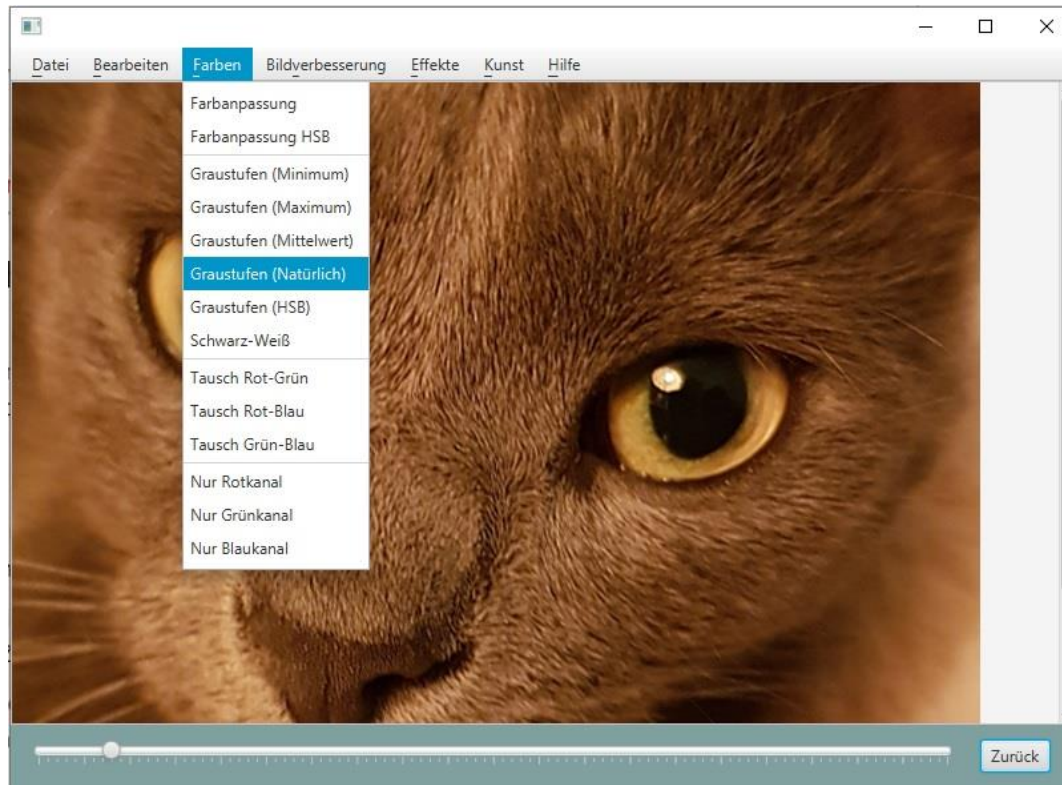 Datei Bearbeiten Farben Bildverbesserung Effekte Kunst Hilfe
Farbanpassung
Farbanpassung HSB
Graustufen (Minimum)
Graustufen (Maximum)
Graustufen (Mittelwert)
Graustufen (Natürlich)
Graustufen (HSB)
Schwarz-Weiß
Tausch Rot-Grün
Tausch Rot-Blau
Tausch Grün-Blau
Nur Rotkanal
Nur Grünkanal
Nur Blaukanal
Zurück